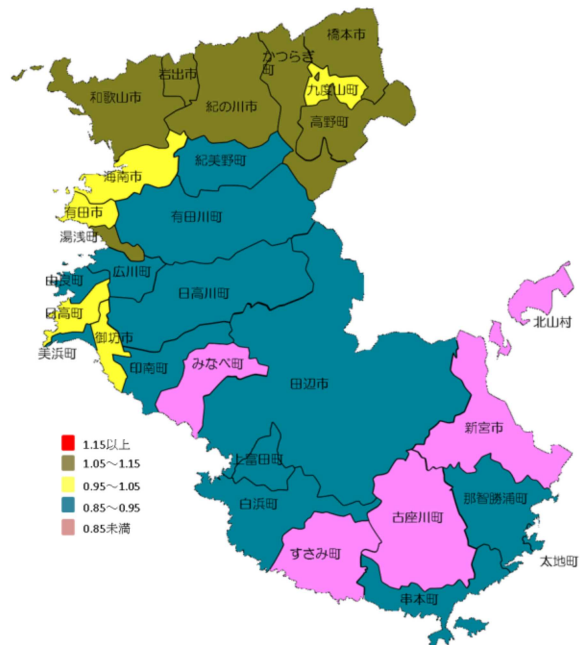 橋本市
かつらぎ
町
岩出市
九度山町
和歌山市
紀の川市
高野町
紀美野町
海南市
有田市
有田川町
湯浅町
広川町
由良町
日高川町
日高町
北山村
御坊市
美浜町
印南町
みなべ町
田辺市
新宮市
上富田町
白浜町
那智勝浦町
古座川町
すさみ町
太地町
串本町
1.15以上
1.05~1.15
0.95~1.05
0.85~0.95
0.85未満